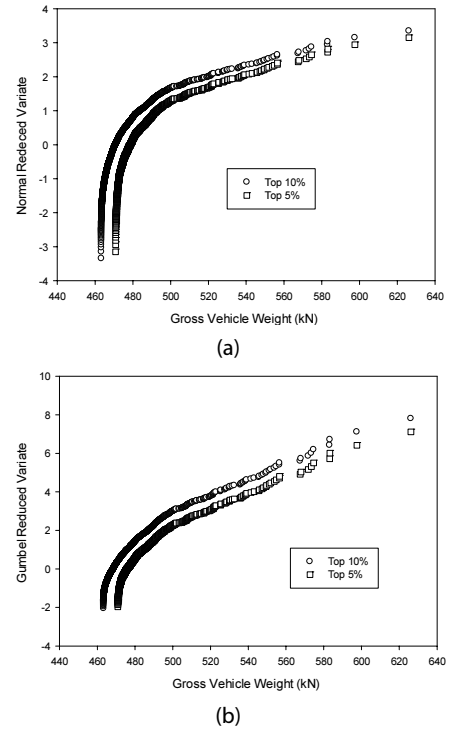 4
3
2
1
0
-1
-2
-3
-4
Normal Redeced Variate
Top 10%
Top 5%
440 460 480 500 520 540 560 580 600 620 640
Gross Vehicle Weight (kN)
(a)
10
8
6
4
2
0
-2
-4
Gumbel Reduced Variate
Top 10%
Top 5%
440 460 480 500 520 540 560 580 600 620 640
Gross Vehicle Weight (kN)
(b)